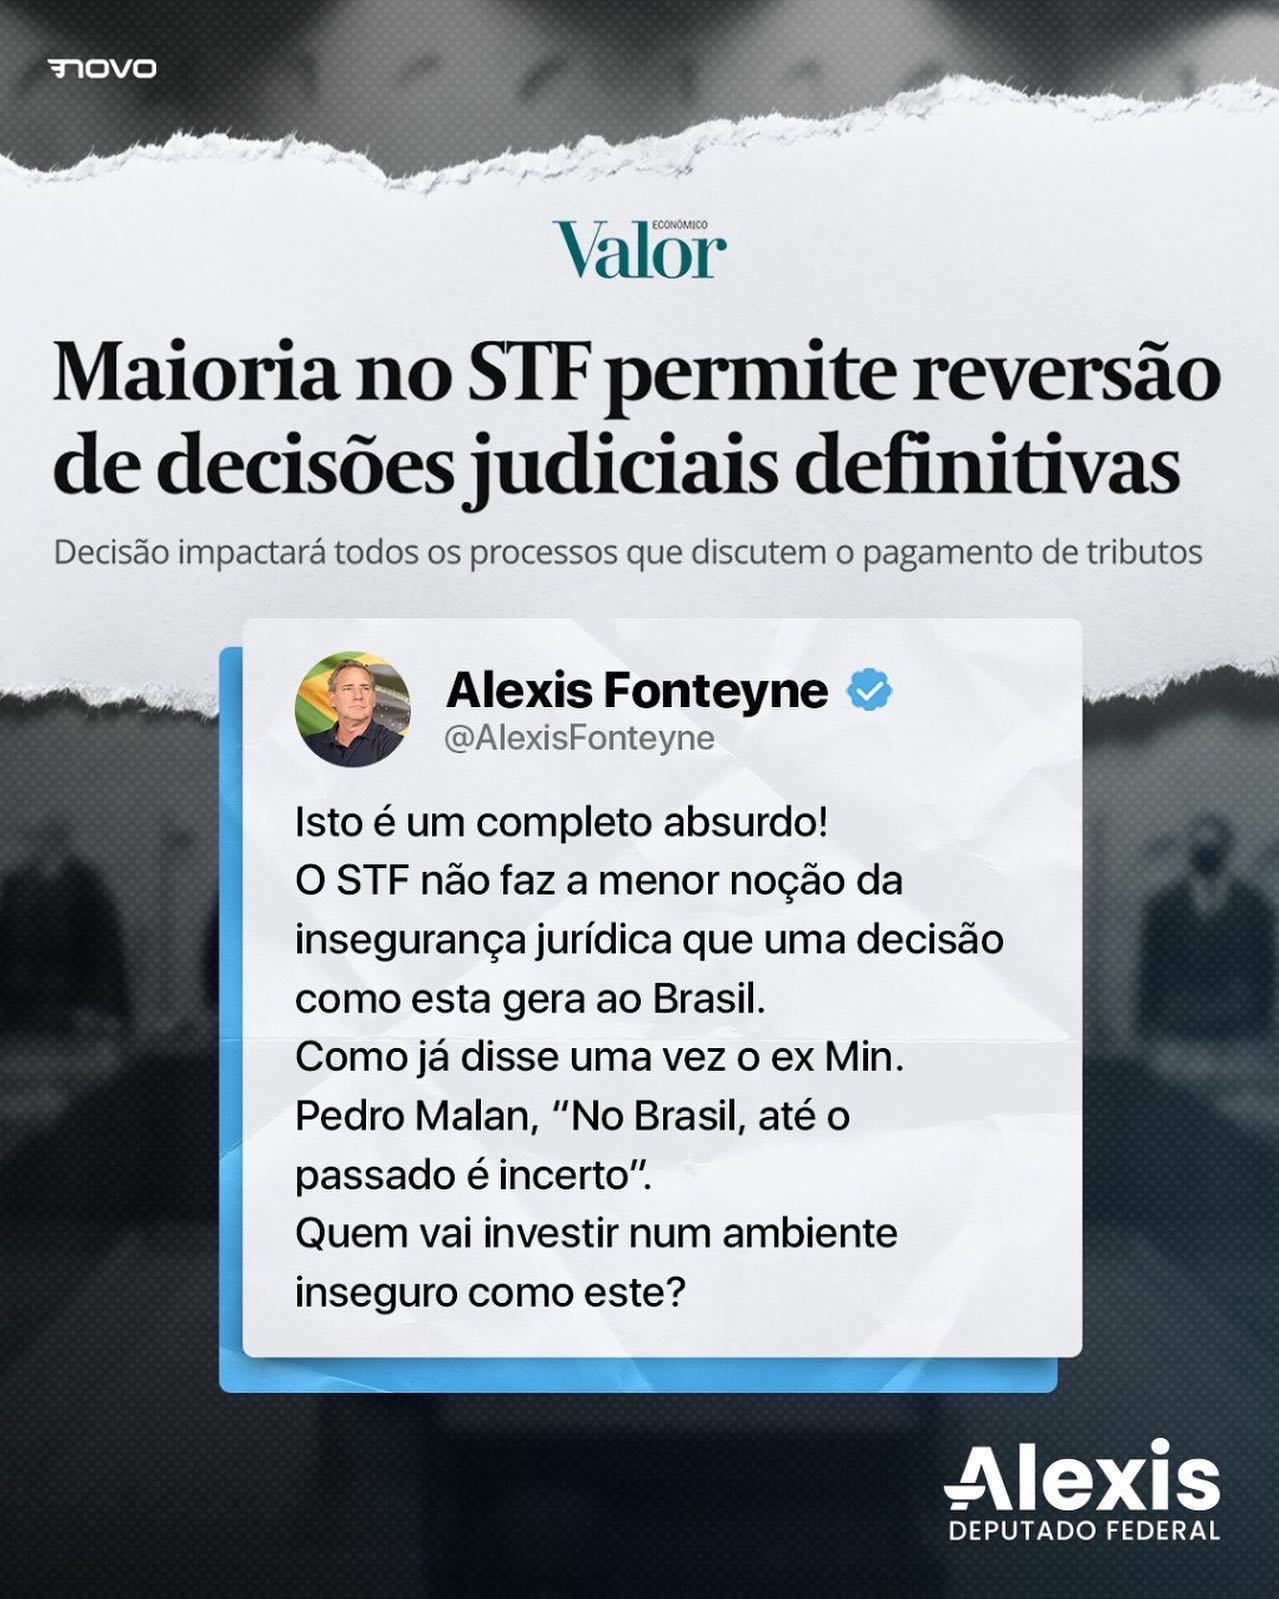 novo
ECONÔMICO
Valor
Maioria no STF permite reversão
de decisões judiciais definitivas
Decisão impactará todos os processos que discutem o pagamento de tributos
Alexis Fonteyne
@AlexisFonteyne
Isto é um completo absurdo!
O STF não faz a menor noção da
insegurança jurídica que uma decisão
como esta gera ao Brasil.
Como já disse uma vez o ex Min.
Pedro Malan, “No Brasil, até o
passado é incerto”.
Quem vai investir num ambiente
inseguro como este?
Alexis
DEPUTADO FEDERAL